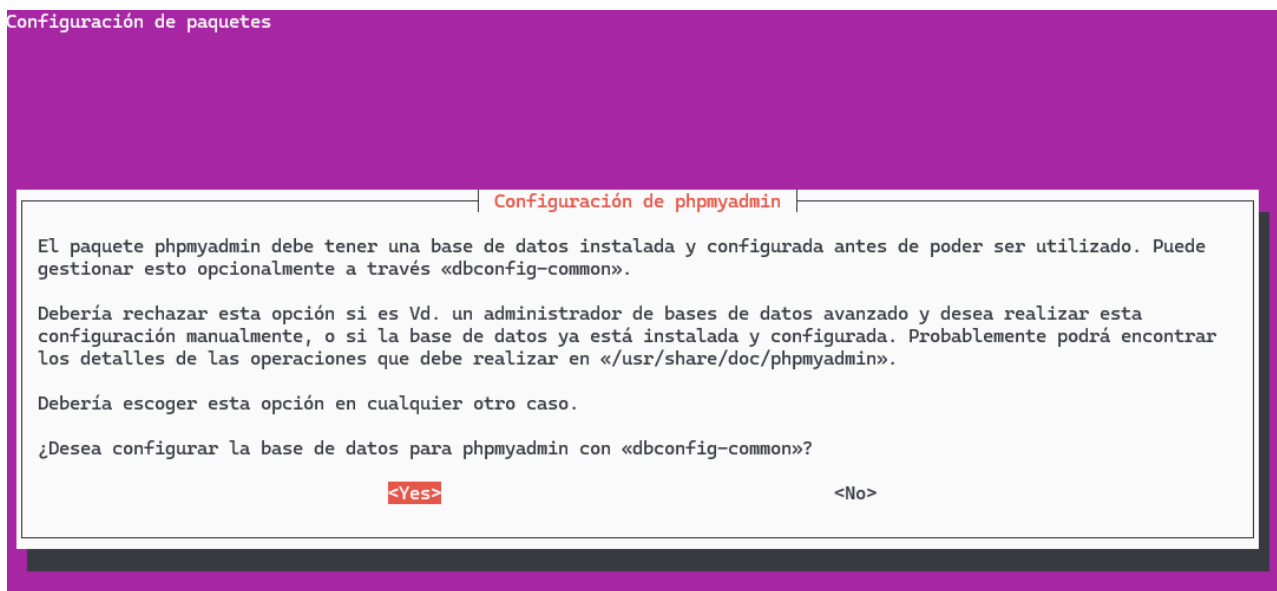 Configuración de paquetes
Configuración de phpmyadmin
El paquete phpmyadmin debe tener una base de datos instalada y configurada antes de poder ser utilizado. Puede
gestionar esto opcionalmente a través «dbconfig-common».
Debería rechazar esta opción si es Vd. un administrador de bases de datos avanzado y desea realizar esta
configuración manualmente, o si la base de datos ya está instalada y configurada. Probablemente podrá encontrar
los detalles de las operaciones que debe realizar en «/usr/share/doc/phpmyadmin».
Debería escoger esta opción en cualquier otro caso.
¿Desea configurar la base de datos para phpmyadmin con «dbconfig-common»?
<Yes> <No>